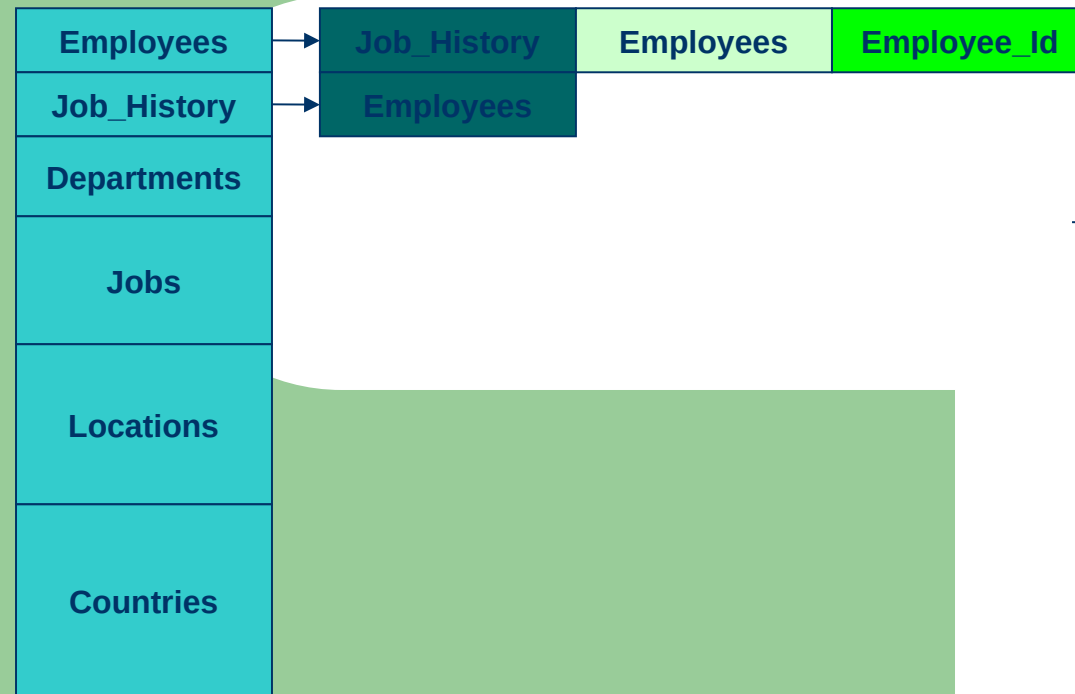 Employees Job_History Employees Employee_Id
Job_History Employees
Departments
Jobs
Locations
Countries